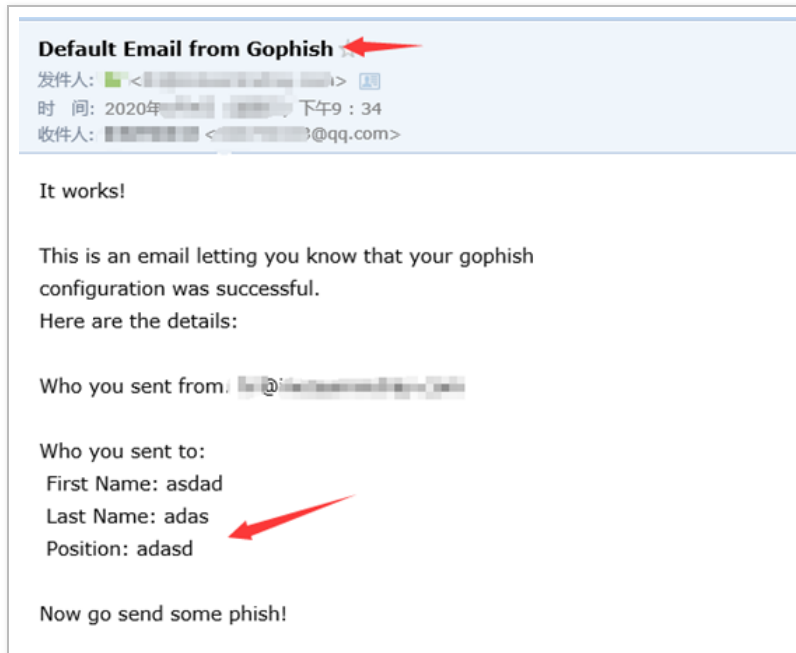 Default Email from Gophish
发件人: < >
时 间: 2020年 下午9：34
收件人: < 3@qq.com>
It works!
This is an email letting you know that your gophish
configuration was successful.
Here are the details:
Who you sent from: @
Who you sent to:
First Name: asdad
Last Name: adas
Position: adasd
Now go send some phish!